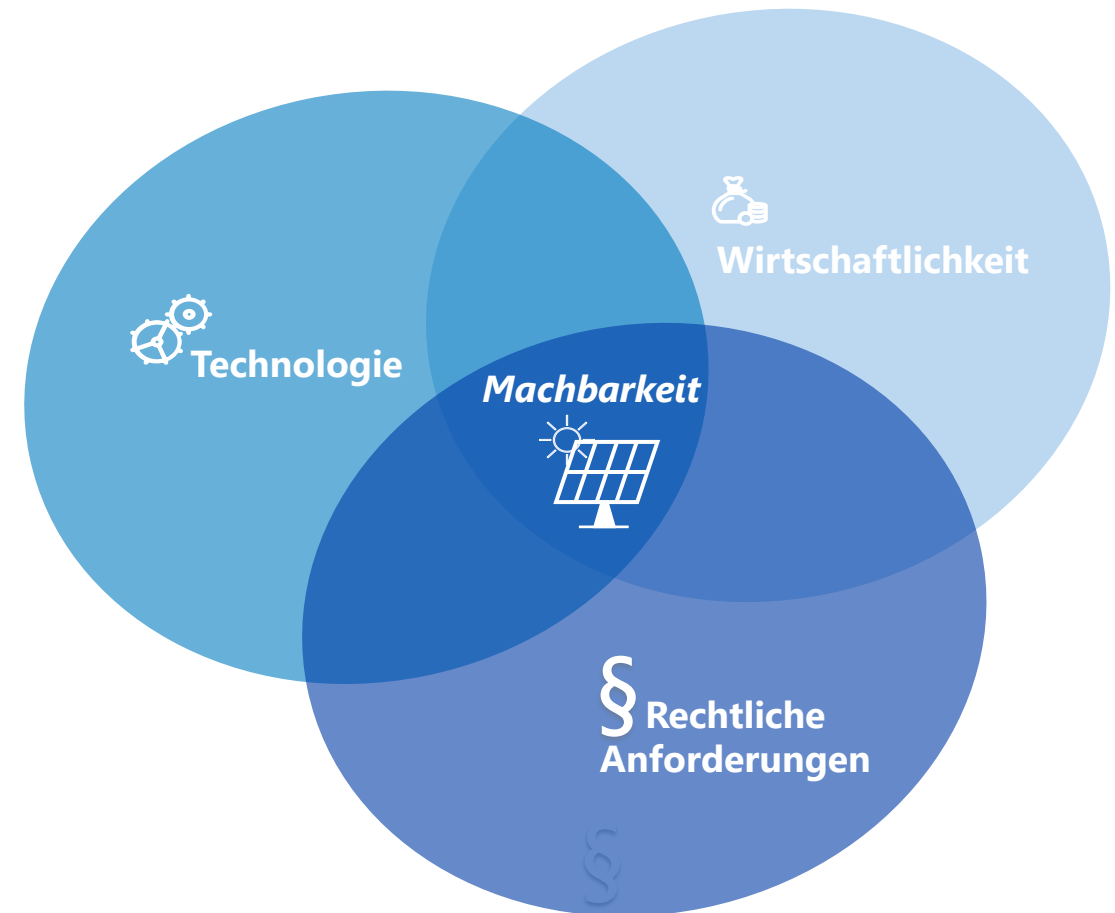 Wirtschaftlichkeit
Technologie
Machbarkeit
§ Rechtliche
Anforderungen
§